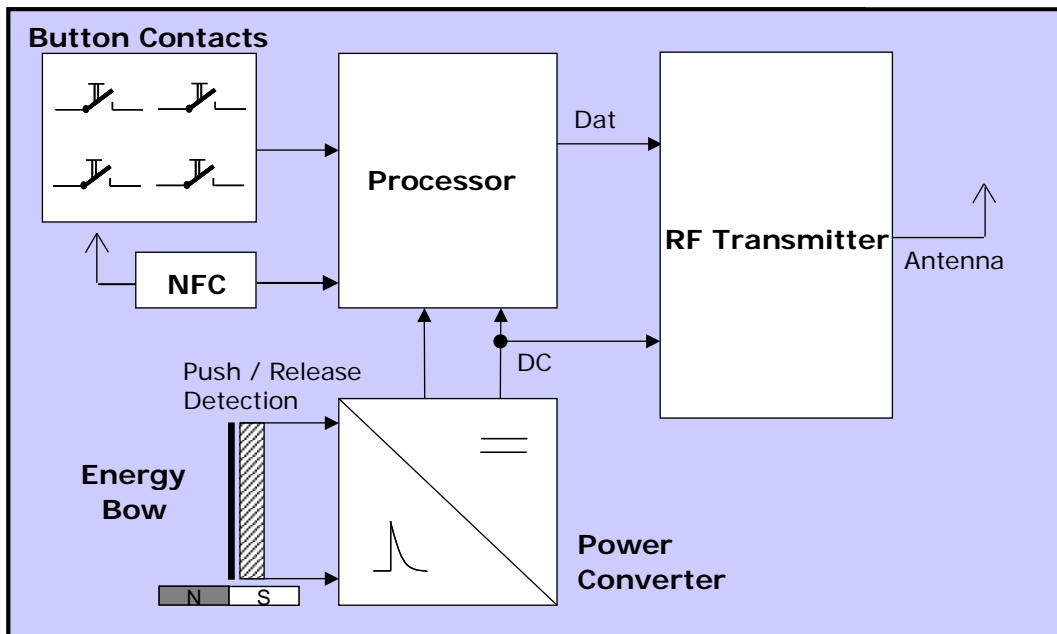 Button Contacts
Processor
Dat
RF Transmitter
Antenna
NFC
DC
Push / Release
Detection
Energy
Bow
Power
Converter
N S